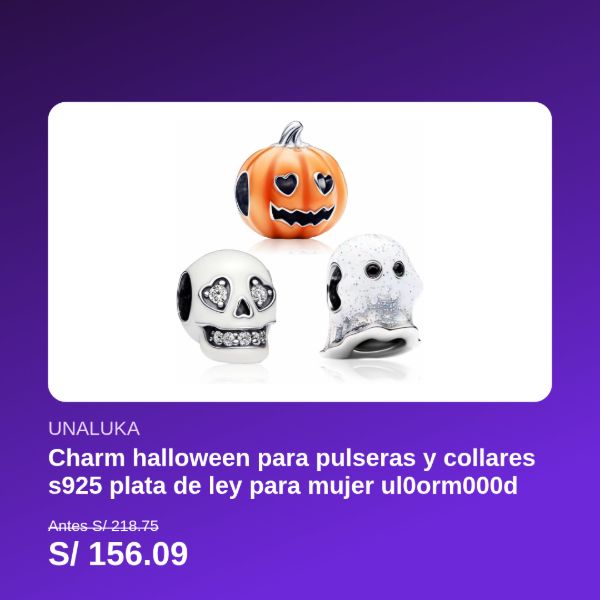 UNALUKA
Charm halloween para pulseras y collares
s925 plata de ley para mujer ul0orm000d
Antes S/ 218.75
S/ 156.09